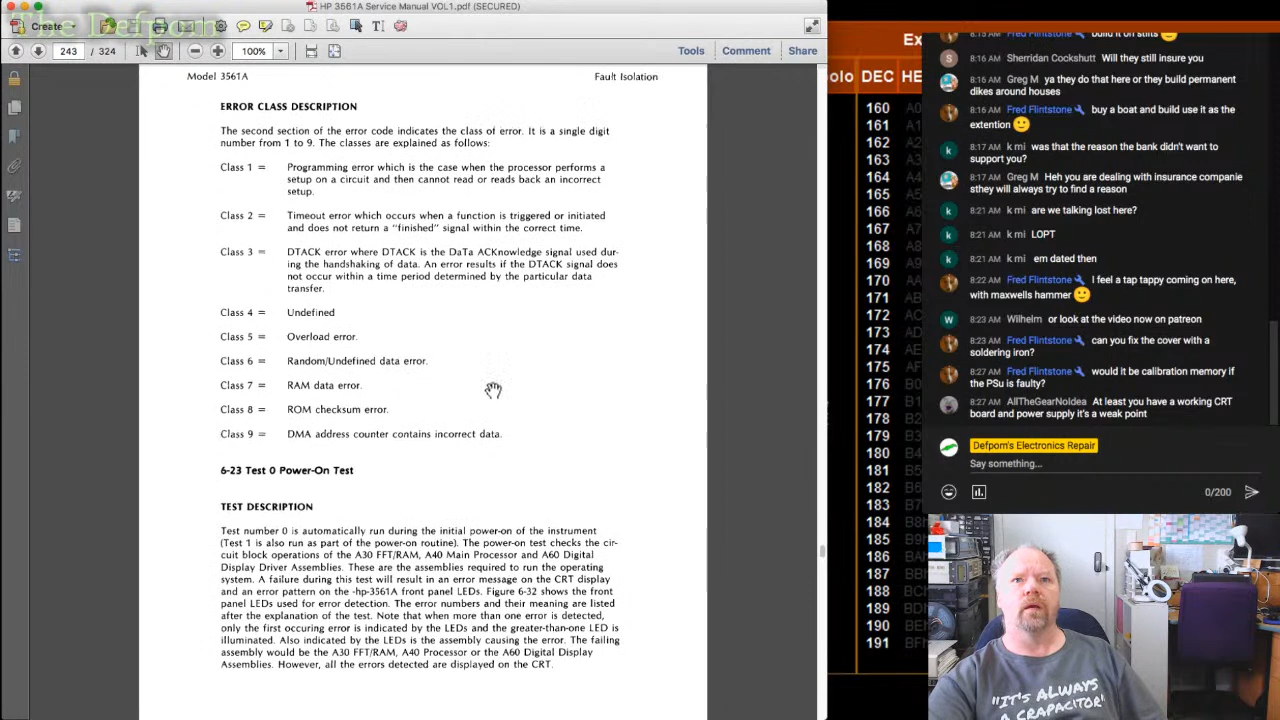 HP 3561A Service Manual VOL1.pdf (SECURED)
The Defpom
Create
243 / 324
100%
Tools Comment Share
Model 3561A Fault Isolation
ERROR CLASS DESCRIPTION
The second section of the error code indicates the class of error. It is a single digit
number from 1 to 9. The classes are explained as follows:
Class 1 = Programming error which is the case when the processor performs a
setup on a circuit and then cannot read or reads back an incorrect
setup.
Class 2 = Timeout error which occurs when a function is triggered or initiated
and does not return a "finished" signal within the correct time.
Class 3 = DTACK error where DTACK is the DaTa ACKnowledge signal used dur-
ing the handshaking of data. An error results if the DTACK signal does
not occur within a time period determined by the particular data
transfer.
Class 4 = Undefined
Class 5 = Overload error.
Class 6 = Random/Undefined data error.
Class 7 = RAM data error.
Class 8 = ROM checksum error.
Class 9 = DMA address counter contains incorrect data.
6-23 Test 0 Power-On Test
TEST DESCRIPTION
Test number 0 is automatically run during the initial power-on of the instrument
(Test 1 is also run as part of the power-on routine). The power-on test checks the cir-
cuit block operations of the A30 FFT/RAM, A40 Main Processor and A60 Digital
Display Driver Assemblies. These are the assemblies required to run the operating
system. A failure during this test will result in an error message on the CRT display
and an error pattern on the -hp-3561A front panel LEDs. Figure 6-32 shows the front
panel LEDs used for error detection. The error numbers and their meaning are listed
after the explanation of the test. Note that when more than one error is detected,
only the first occuring error is indicated by the LEDs and the greater-than-one LED is
illuminated. Also indicated by the LEDs is the assembly causing the error. The failing
assembly would be the A30 FFT/RAM, A40 Processor or the A60 Digital Display
Assemblies. However, all the errors detected are displayed on the CRT.
Ex
olo DEC HE
160 A0
161 A1
162
163
164
165
166
167
168
169
170
171 AB
172
173
174 AE
175
176 B0
177
178
179
180
181
182
183
184
185
186 BA
187
188
189
190 BE
191 BF
8:15 AM Fred Flintstone build it on stilts
8:16 AM Sherridan Cockshutt Will they still insure you
8:16 AM Greg M ya they do that here or they build permanent
dikes around houses
8:16 AM Fred Flintstone buy a boat and build use it as the
extention
8:17 AM k mi was that the reason the bank didn't want to
support you?
8:17 AM Greg M Heh you are dealing with insurance companie
sthey will always try to find a reason
8:21 AM k mi are we talking lost here?
8:21 AM k mi LOPT
8:21 AM k mi em dated then
8:22 AM Fred Flintstone I feel a tap tappy coming on here,
with maxwells hammer
8:23 AM Wilhelm or look at the video now on patreon
8:23 AM Fred Flintstone can you fix the cover with a
soldering iron?
8:27 AM Fred Flintstone would it be calibration memory if
the PSu is faulty?
8:27 AM AllTheGearNoIdea At least you have a working CRT
board and power supply it's a weak point
Defpom's Electronics Repair
Say something...
0/200
"IT'S ALWAYS
A CRAPACITOR"